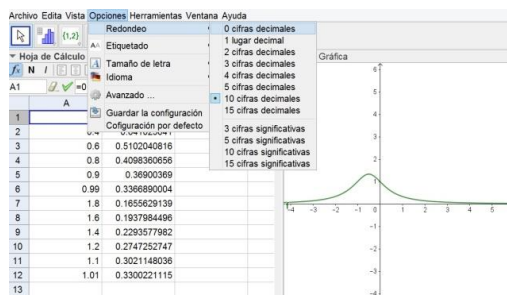 Archivo Edita Vista Opciones Herramientas Ventana Ayuda
{1,2}
Redondeo
AA Etiquetado
A Tamaño de letra
Idioma
Avanzado ...
Guardar la configuración
Cofiguración por defecto
0 cifras decimales
1 lugar decimal
2 cifras decimales
3 cifras decimales
4 cifras decimales
5 cifras decimales
10 cifras decimales
15 cifras decimales
3 cifras significativas
5 cifras significativas
10 cifras significativas
15 cifras significativas
Hoja de Cálculo
Gráfica
fx N I
A1 =0
A
1
2
3 0.6 0.5102040816
4 0.8 0.4098360656
5 0.9 0.36900369
6 0.99 0.3366890004
7 1.8 0.1655629139
8 1.6 0.1937984496
9 1.4 0.2293577982
10 1.2 0.2747252747
11 1.1 0.3021148036
12 1.01 0.3300221115
13
6
5
4
3
2
1
-4 -3 -2 -1 0 1 2 3 4 5
-1
-2
-3
-4